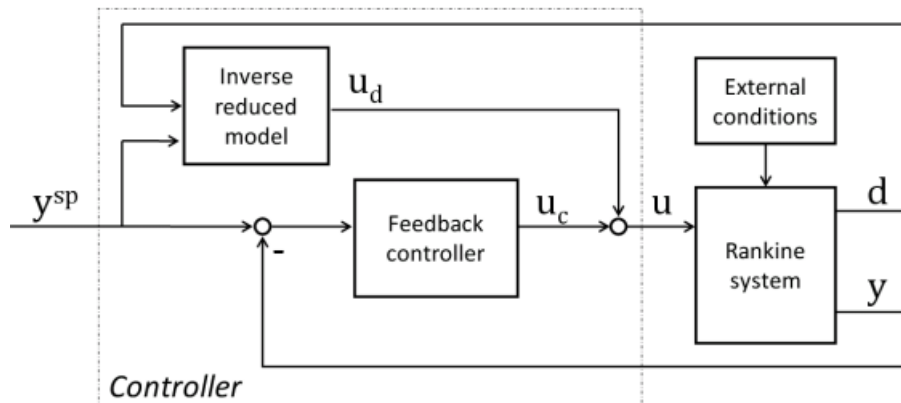 Inverse
reduced
model
u_d
External
conditions
y^sp
Feedback
controller
u_c
u
Rankine
system
d
y
-
Controller